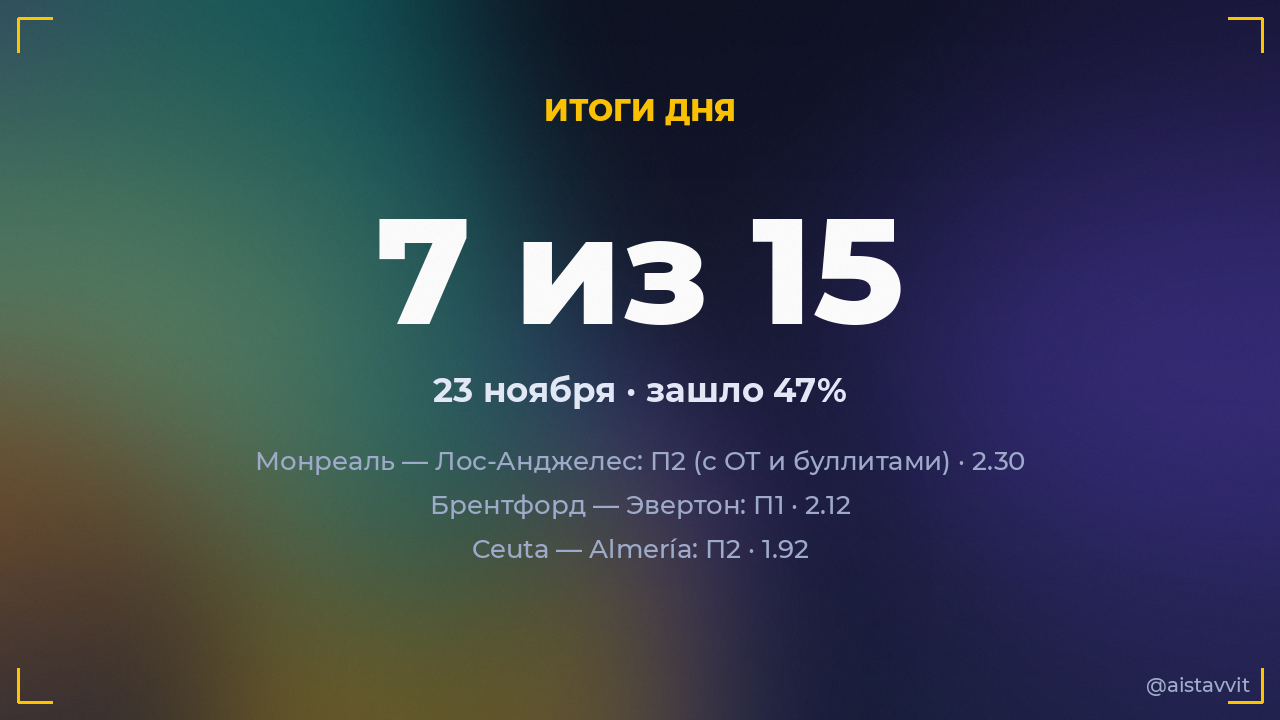 ИТОГИ ДНЯ
7 из 15
23 ноября · зашло 47%
Монреаль — Лос-Анджелес: П2 (с ОТ и буллитами) · 2.30
Брентфорд — Эвертон: П1 · 2.12
Ceuta — Almería: П2 · 1.92
@aistavvit